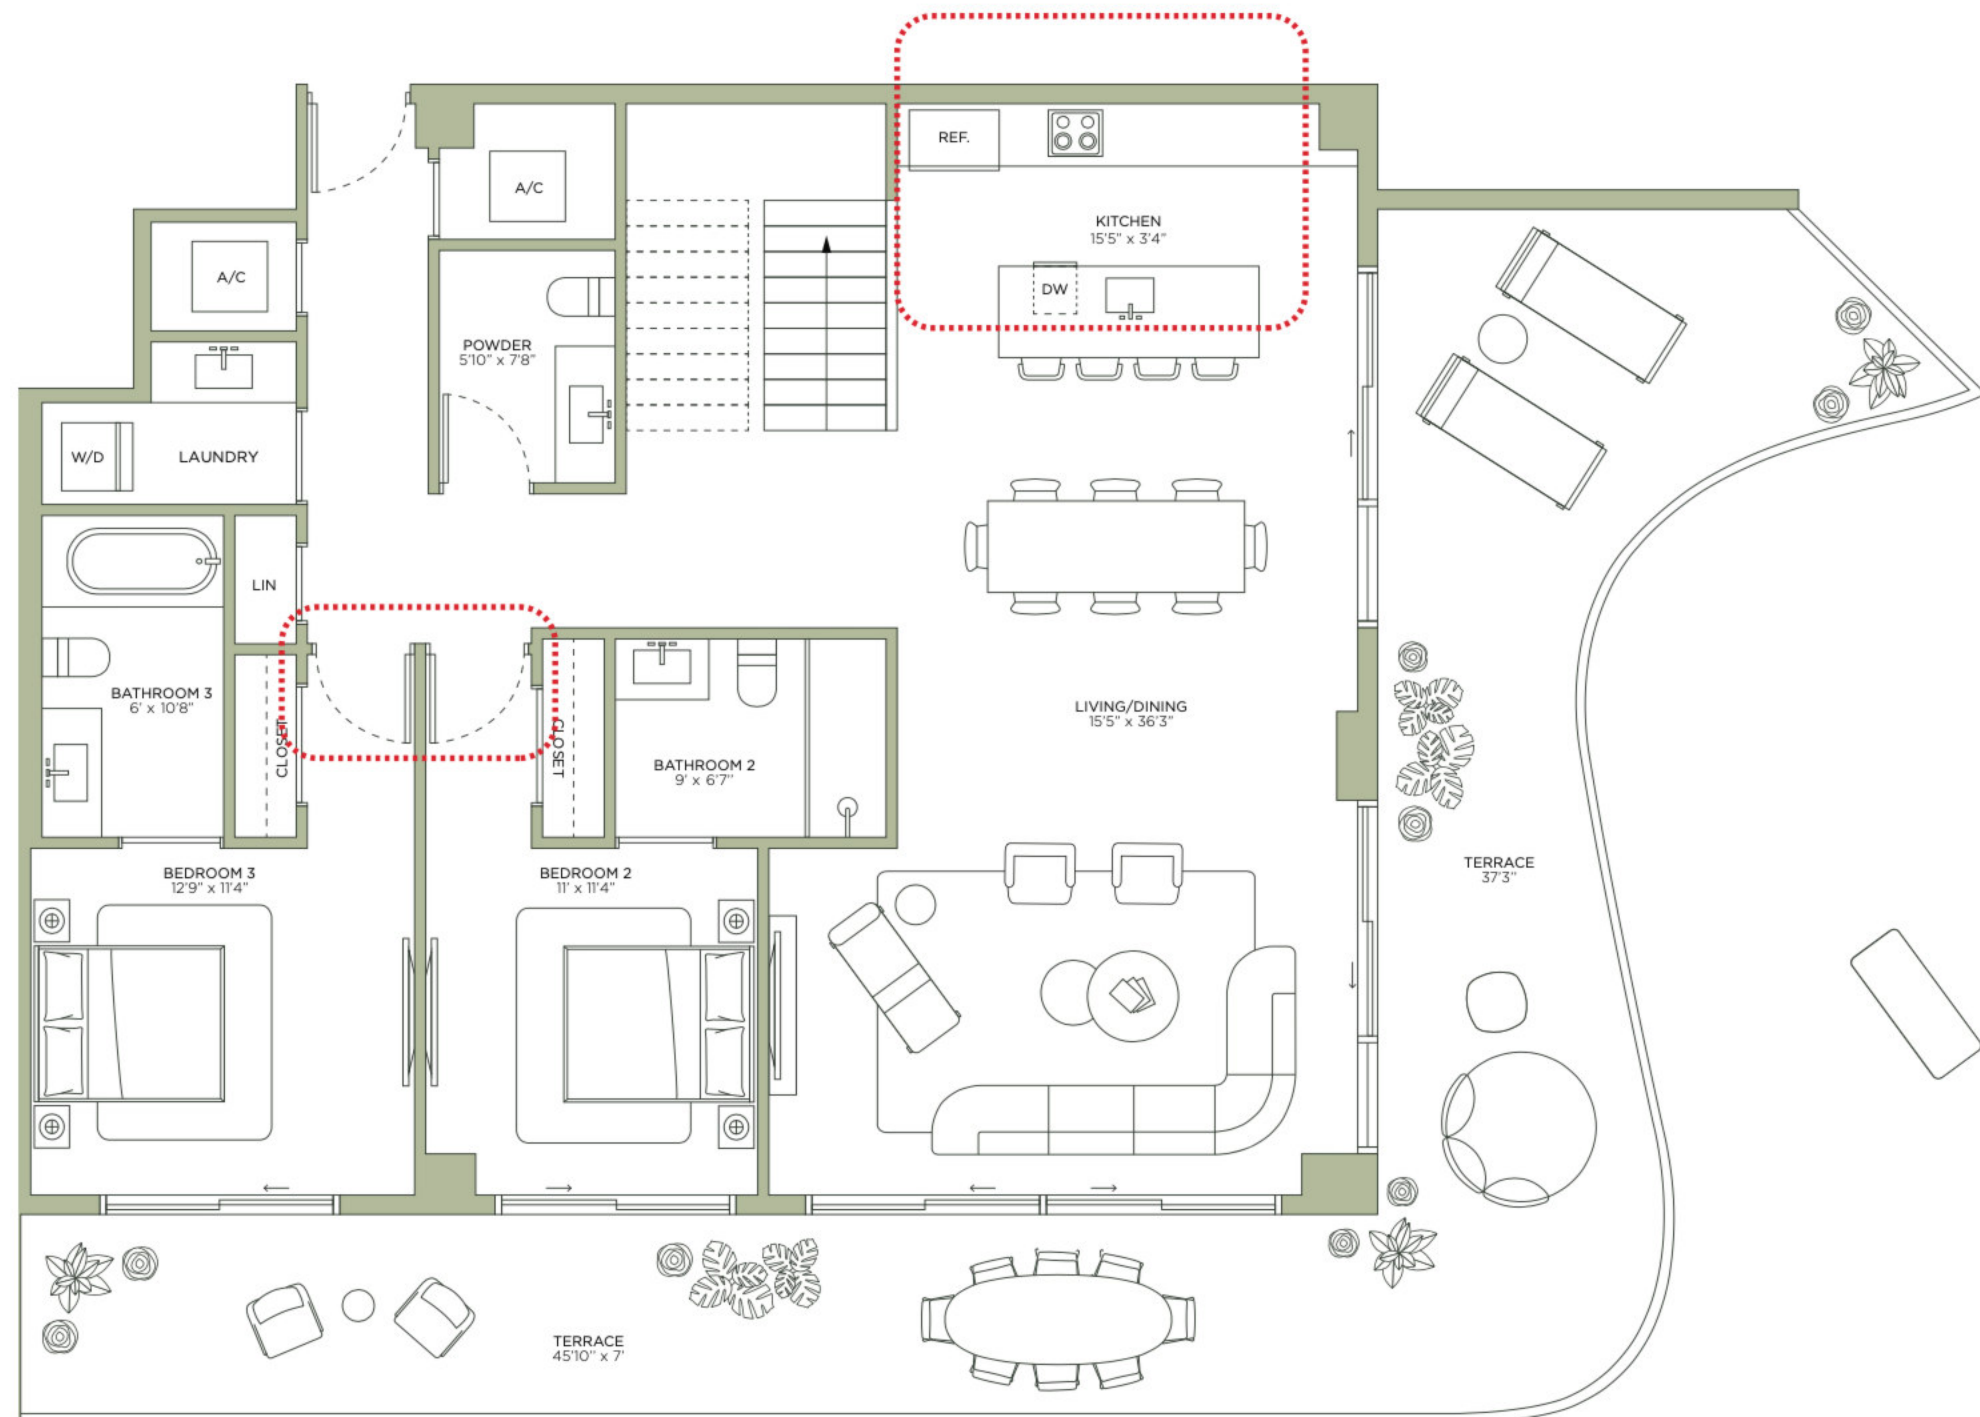 REF.
A/C
KITCHEN
15'5" x 3'4"
A/C
DW
POWDER
5'10" x 7'8"
W/D
LAUNDRY
LIN
BATHROOM 3
6' x 10'8"
CLOSET
CLOSET
LIVING/DINING
15'5" x 36'3"
BATHROOM 2
9' x 6'7"
TERRACE
37'3"
BEDROOM 3
12'9" x 11'4"
BEDROOM 2
11' x 11'4"
TERRACE
45'10" x 7'